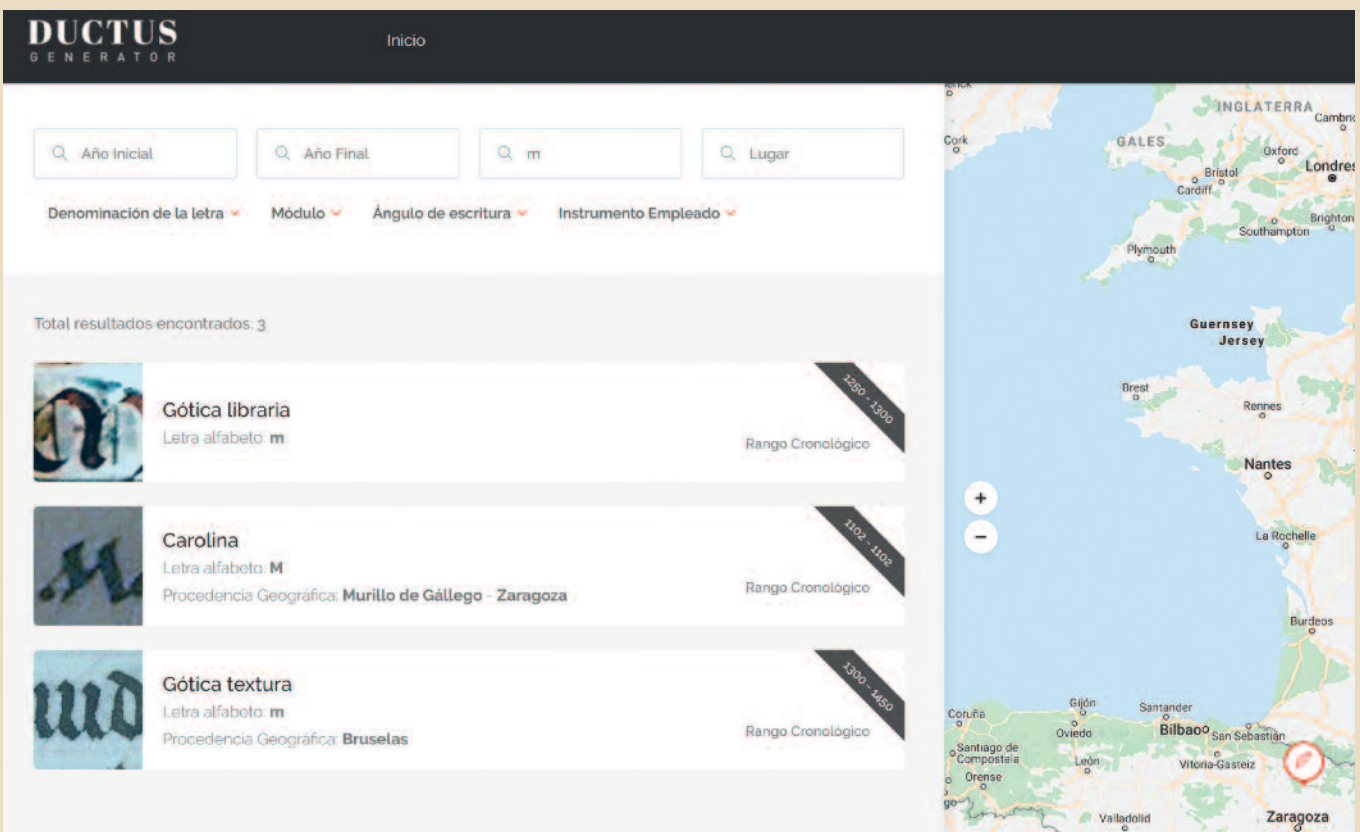 DUCTUS
GENERATOR
Inicio
Año Inicial
Año Final
m
Lugar
Denominación de la letra
Módulo
Ángulo de escritura
Instrumento Empleado
Total resultados encontrados: 3
Gótica libraria
Letra alfabeto: m
1250 - 1300
Rango Cronológico
Carolina
Letra alfabeto: M
Procedencia Geográfica: Murillo de Gállego - Zaragoza
1102 - 1102
Rango Cronológico
Gótica textura
Letra alfabeto: m
Procedencia Geográfica: Bruselas
1300 - 1450
Rango Cronológico
INGLATERRA
Cambri
Cork
GALES
Oxford
Londres
Bristol
Cardiff
Brighton
Southampton
Plymouth
Guernsey
Jersey
Brest
Rennes
Nantes
+
−
La Rochelle
Burdeos
Coruña
Gijón
Santander
Oviedo
Bilbao
San Sebastián
Santiago de
Compostela
León
Vitoria-Gasteiz
Orense
go
Valladolid
Zaragoza